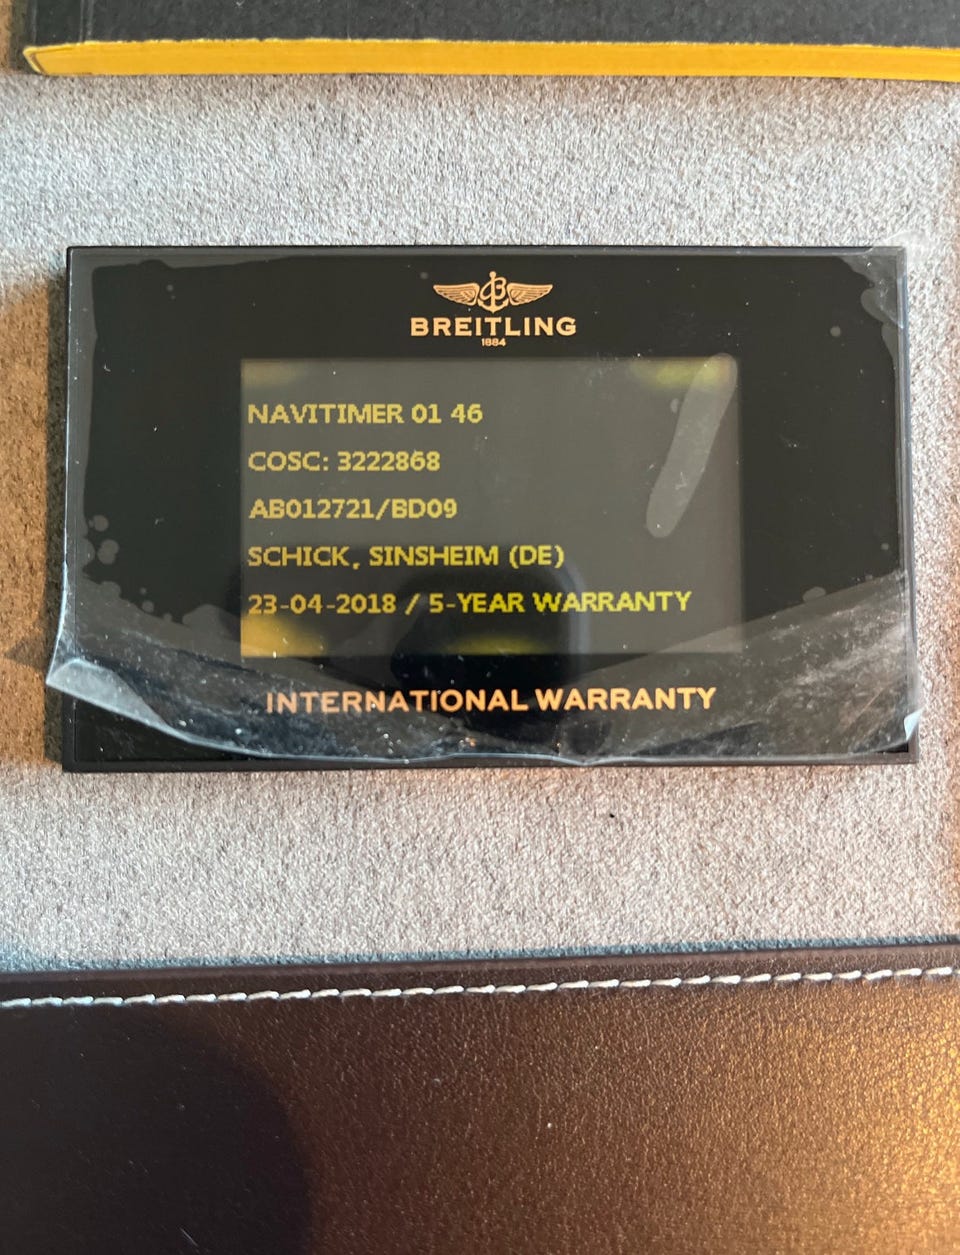 BREITLING
1884
NAVITIMER 01 46
COSC: 3222868
AB012721/BD09
SCHICK, SINSHEIM (DE)
23-04-2018 / 5-YEAR WARRANTY
INTERNATIONAL WARRANTY